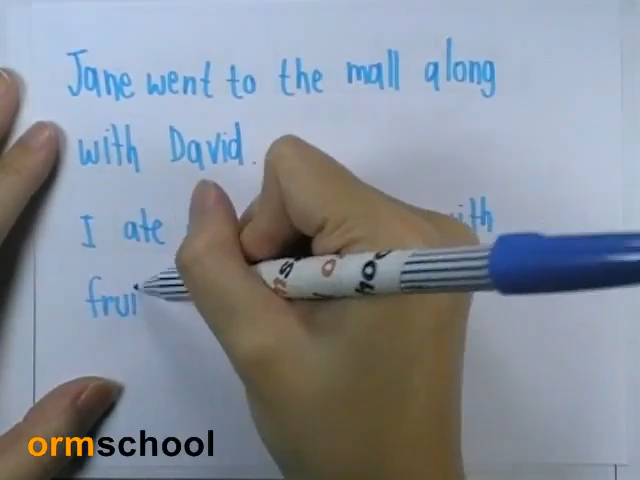 Jane went to the mall along
with David.
I ate
frui
ormschool